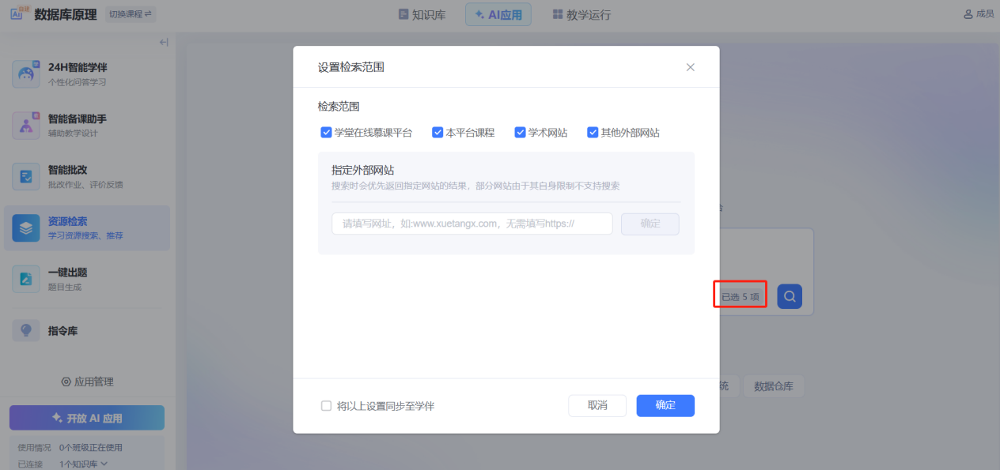 自建
AI
数据库原理
切换课程
知识库
AI应用
教学运行
成员
24H智能学伴
个性化问答学习
智能备课助手
辅助教学设计
智能批改
批改作业、评价反馈
资源检索
学习资源搜索、推荐
一键出题
题目生成
指令库
应用管理
开放 AI 应用
使用情况 0个班级正在使用
已连接 1个知识库
设置检索范围
检索范围
学堂在线慕课平台
本平台课程
学术网站
其他外部网站
指定外部网站
搜索时会优先返回指定网站的结果，部分网站由于其自身限制不支持搜索
请填写网址，如:www.xuetangx.com，无需填写https://
确定
已选 5 项
统
数据仓库
将以上设置同步至学伴
取消
确定